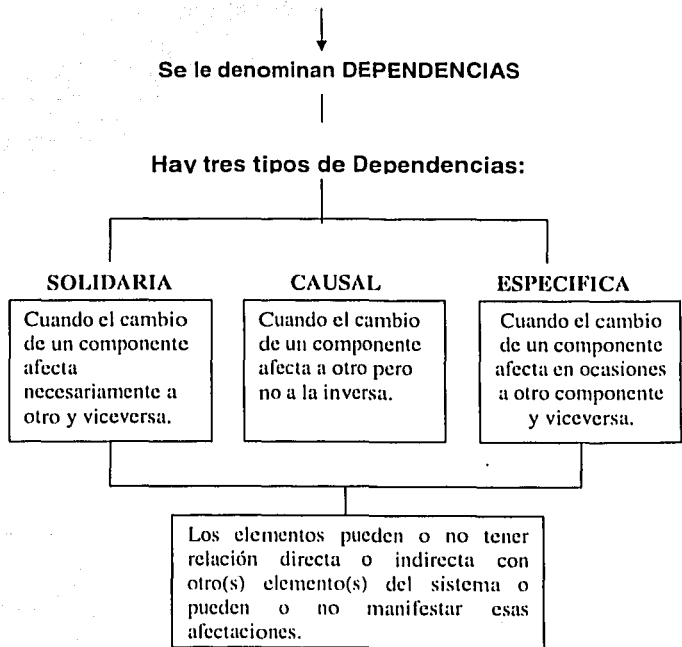 Se le denominan DEPENDENCIAS
Hay tres tipos de Dependencias:
SOLIDARIA
Cuando el cambio
de un componente
afecta
necesariamente a
otro y viceversa.
CAUSAL
Cuando el cambio
de un componente
afecta a otro pero
no a la inversa.
ESPECIFICA
Cuando el cambio
de un componente
afecta en ocasiones
a otro componente
y viceversa.
Los elementos pueden o no tener
relación directa o indirecta con
otro(s) elemento(s) del sistema o
pueden o no manifestar esas
afectaciones.